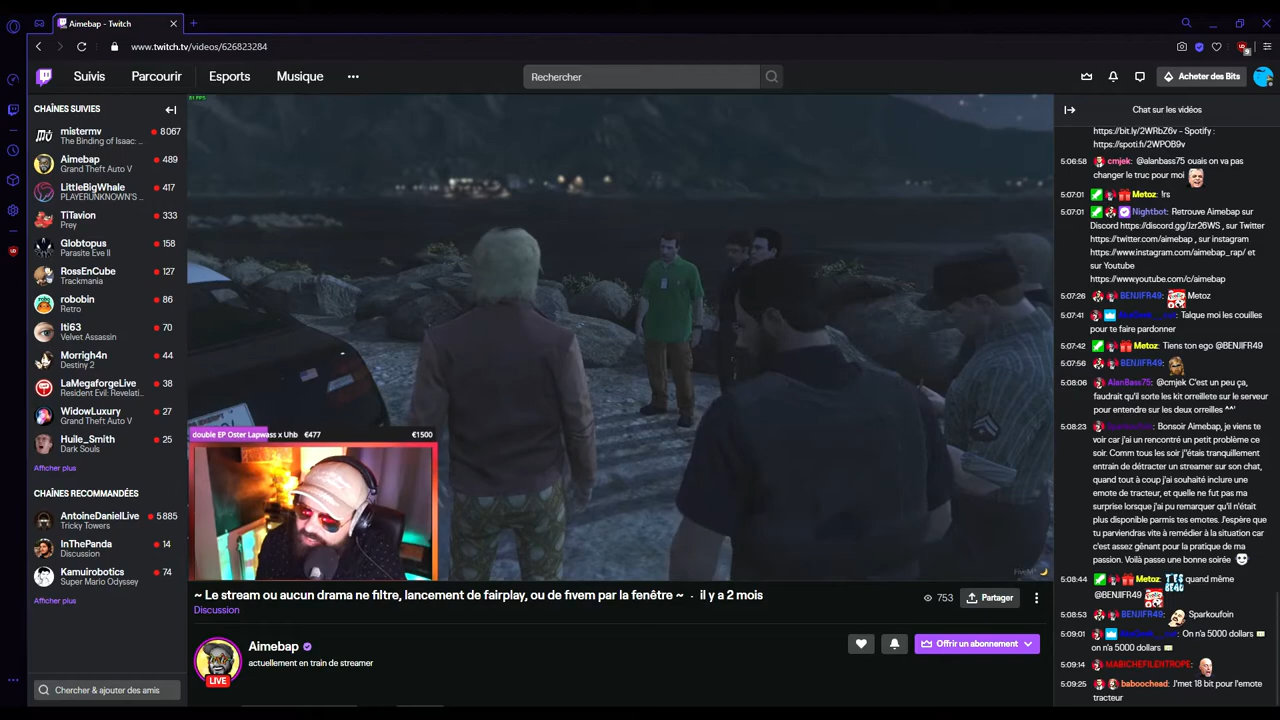 Aimebap - Twitch
www.twitch.tv/videos/626823284
Suivis
Parcourir
Esports
Musique
Rechercher
Acheter des Bits
CHAÎNES SUIVIES
mistermv
8 067
The Binding of Isaac: ...
Aimebap
489
Grand Theft Auto V
LittleBigWhale
417
PLAYERUNKNOWN'S ...
TiTavion
333
Prey
Globtopus
158
Parasite Eve II
RossEnCube
127
Trackmania
robobin
86
Retro
Iti63
70
Velvet Assassin
Morrigh4n
44
Destiny 2
LaMegaforgeLive
38
Resident Evil: Revelati...
WidowLuxury
27
Grand Theft Auto V
Huile_Smith
25
Dark Souls
Afficher plus
CHAÎNES RECOMMANDÉES
AntoineDanielLive
5 885
Tricky Towers
InThePanda
14
Discussion
Kamuirobotics
74
Super Mario Odyssey
Afficher plus
Chercher & ajouter des amis
double EP Oster Lapwass x Uhb €477 €1500
~ Le stream ou aucun drama ne filtre, lancement de fairplay, ou de fivem par la fenêtre ~ · il y a 2 mois
Discussion
753
Partager
Aimebap
actuellement en train de streamer
LIVE
Offrir un abonnement
Chat sur les vidéos
https://bit.ly/2WRbZ6v - Spotify :
https://spoti.fi/2WPOB9v
5:06:58 cmjek: @alanbass75 ouais on va pas
changer le truc pour moi
5:07:01 Metoz: !rs
5:07:01 Nightbot: Retrouve Aimebap sur
Discord https://discord.gg/Jzr26WS , sur Twitter
https://twitter.com/aimebap , sur instagram
https://www.instagram.com/aimebap_rap/ et
sur Youtube
https://www.youtube.com/c/aimebap
5:07:26 BENJIFR49: Metoz
5:07:41 Talque moi les couilles
pour te faire pardonner
5:07:42 Metoz: Tiens ton ego @BENJIFR49
5:07:56 BENJIFR49:
5:08:06 AlanBass75: @cmjek C'est un peu ça,
faudrait qu'il sorte les kit orreillete sur le serveur
pour entendre sur les deux orreilles ^^'
5:08:23 Bonsoir Aimebap, je viens te
voir car j'ai un rencontré un petit problème ce
soir. Comm tous les soir j''étais tranquillement
entrain de détracter un streamer sur son chat,
quand tout à coup j'ai souhaité inclure une
emote de tracteur, et quelle ne fut pas ma
surprise lorsque j'ai pu remarquer qu'il n'était
plus disponible parmis tes emotes. J'espère que
tu parviendras vite à remédier à la situation car
c'est assez gênant pour la pratique de ma
passion. Voilà passe une bonne soirée
5:08:44 Metoz: quand même
@BENJIFR49
5:08:53 BENJIFR49: Sparkoufoin
5:09:01 On n'a 5000 dollars
on n'a 5000 dollars
5:09:14 MABICHEFILENTROPE:
5:09:25 baboochead: J'met 18 bit pour l'emote
tracteur